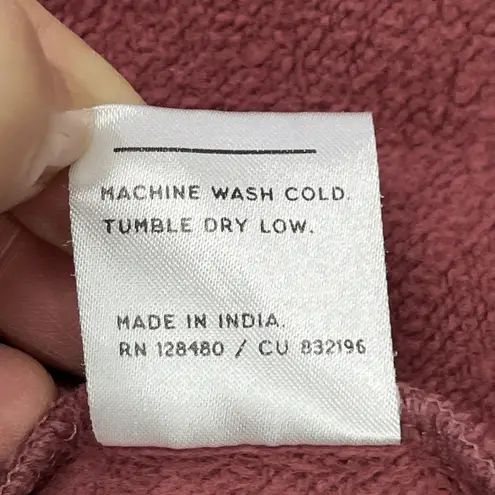 MACHINE WASH COLD.
TUMBLE DRY LOW.
MADE IN INDIA.
RN 128480 / CU 832196